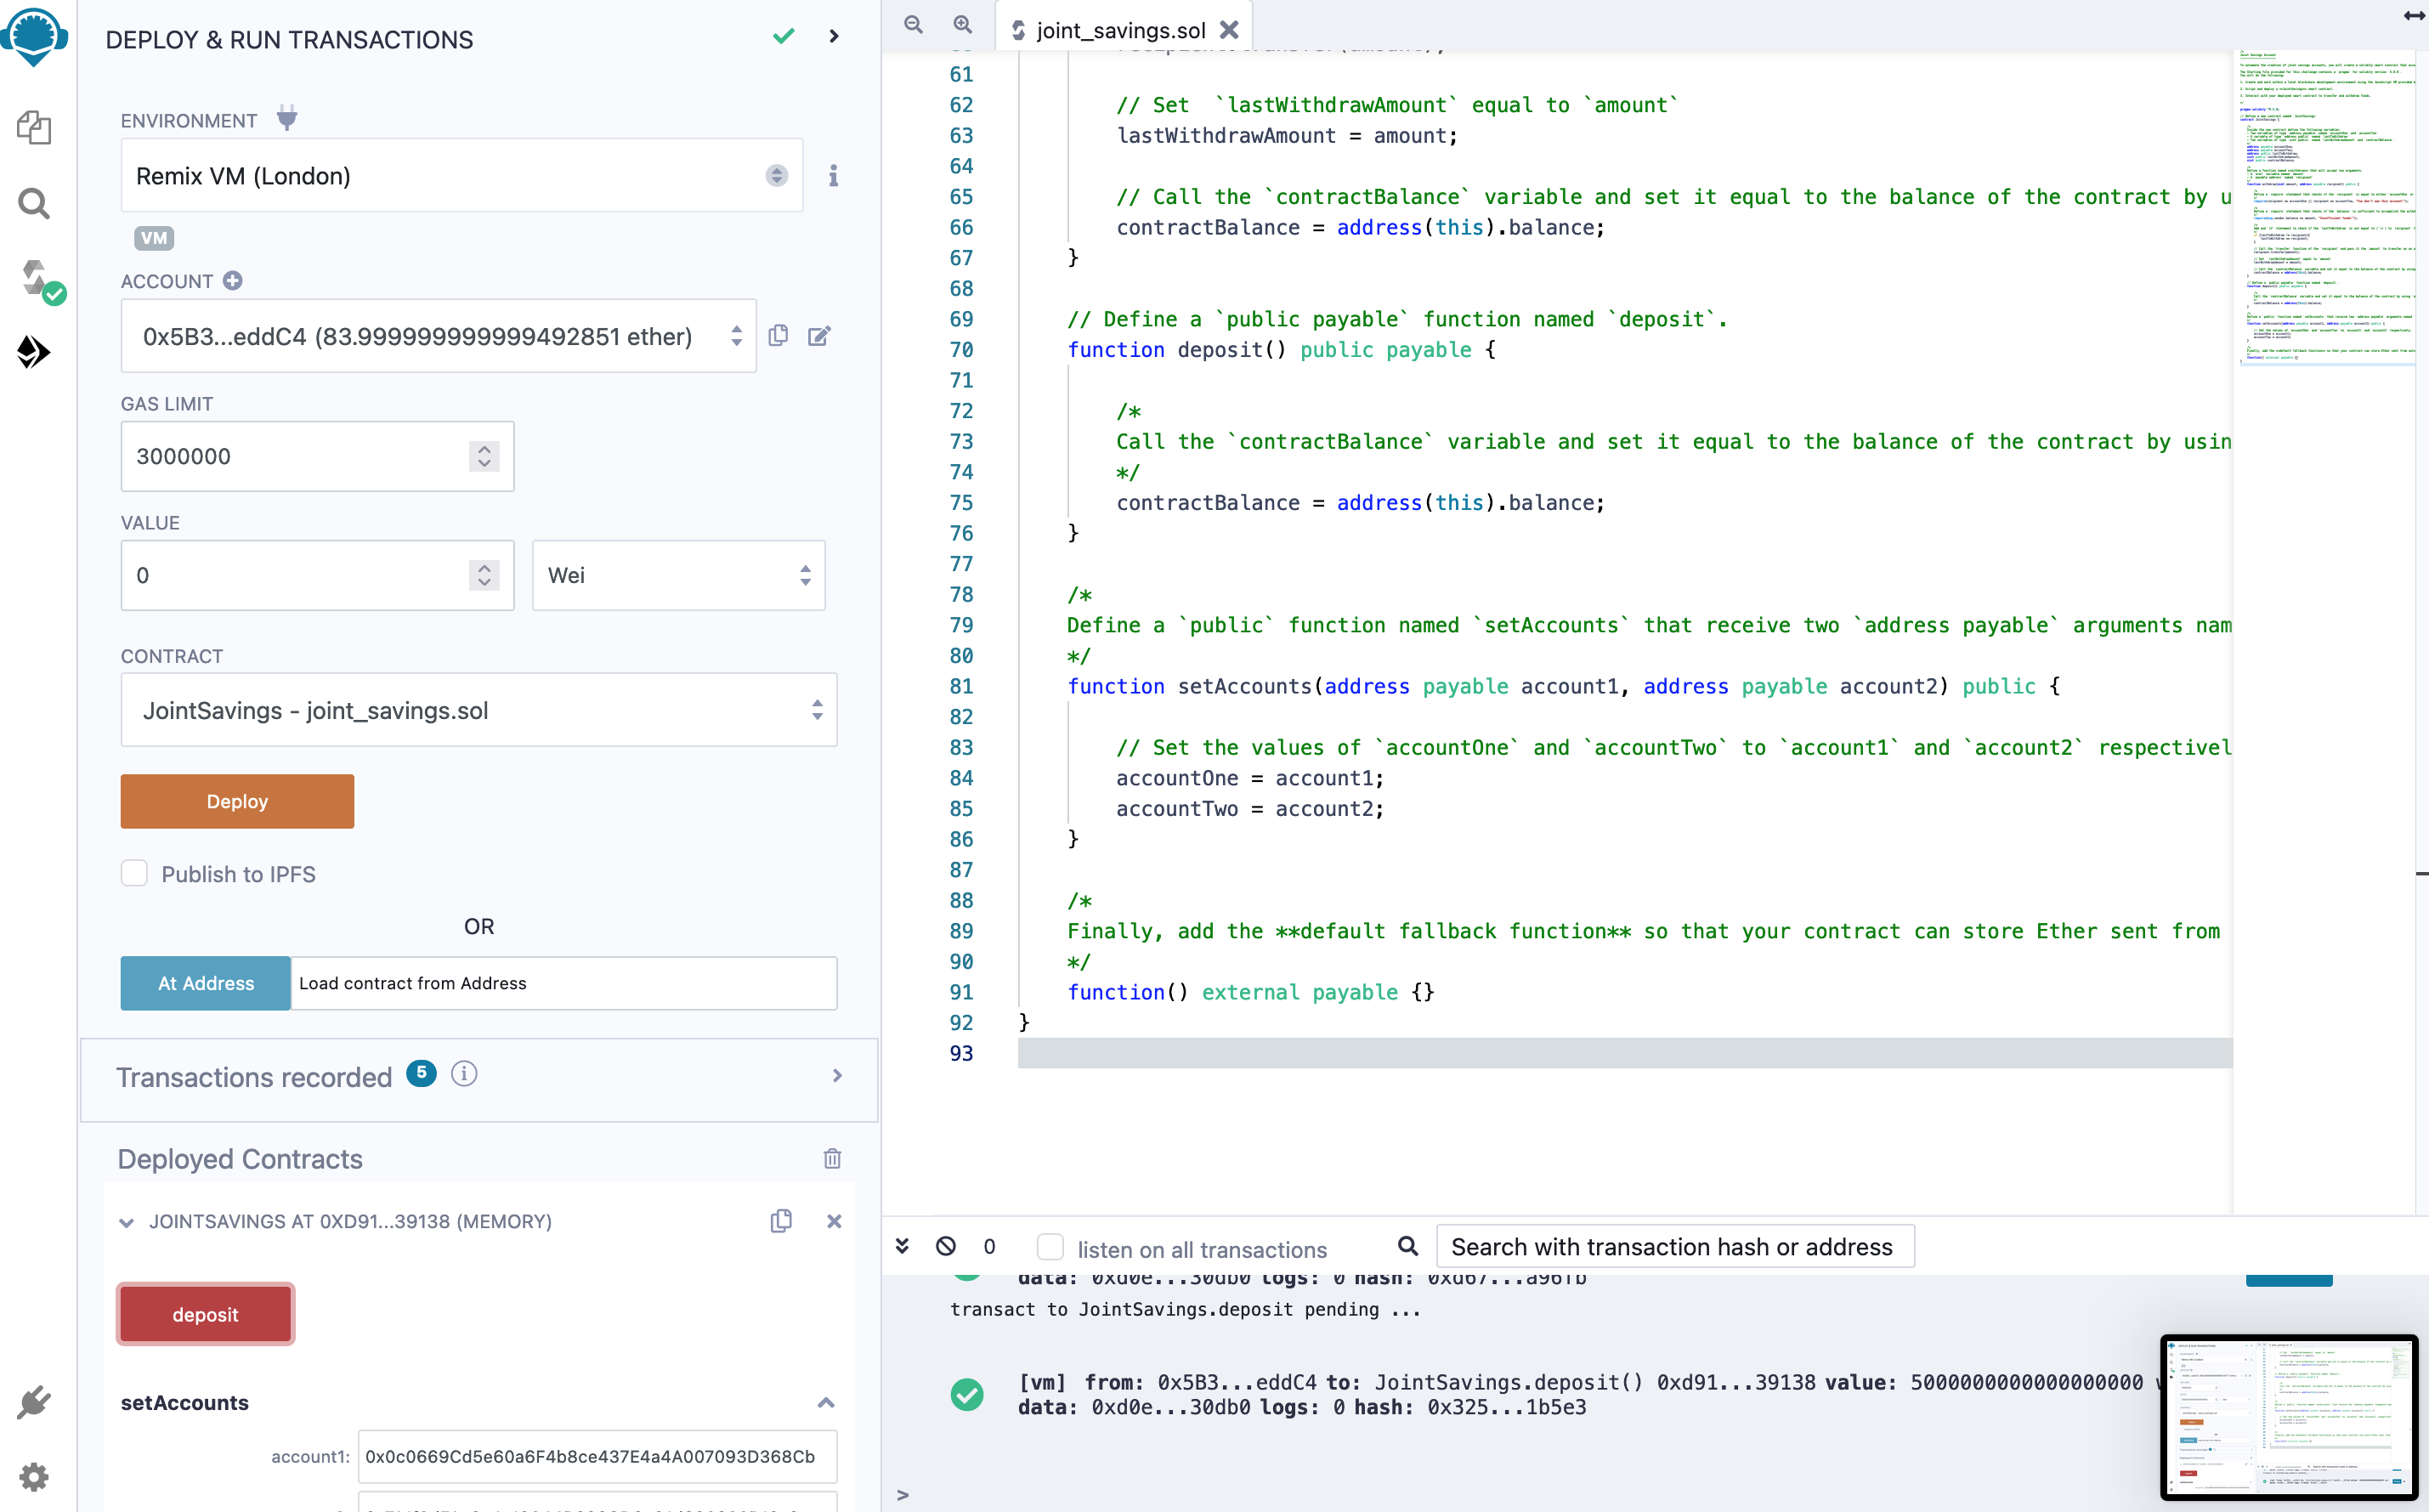 DEPLOY & RUN TRANSACTIONS
ENVIRONMENT
Remix VM (London)
VM
ACCOUNT
0x5B3...eddC4 (83.999999999999492851 ether)
GAS LIMIT
3000000
VALUE
0
Wei
CONTRACT
JointSavings - joint_savings.sol
Deploy
Publish to IPFS
OR
At Address
Load contract from Address
Transactions recorded 5
Deployed Contracts
JOINTSAVINGS AT 0XD91...39138 (MEMORY)
deposit
setAccounts
account1: 0x0c0669Cd5e60a6F4b8ce437E4a4A007093D368Cb
joint_savings.sol
61
62 // Set `lastWithdrawAmount` equal to `amount`
63 lastWithdrawAmount = amount;
64
65 // Call the `contractBalance` variable and set it equal to the balance of the contract by u
66 contractBalance = address(this).balance;
67 }
68
69 // Define a `public payable` function named `deposit`.
70 function deposit() public payable {
71
72 /*
73 Call the `contractBalance` variable and set it equal to the balance of the contract by usin
74 */
75 contractBalance = address(this).balance;
76 }
77
78 /*
79 Define a `public` function named `setAccounts` that receive two `address payable` arguments nam
80 */
81 function setAccounts(address payable account1, address payable account2) public {
82
83 // Set the values of `accountOne` and `accountTwo` to `account1` and `account2` respectivel
84 accountOne = account1;
85 accountTwo = account2;
86 }
87
88 /*
89 Finally, add the **default fallback function** so that your contract can store Ether sent from
90 */
91 function() external payable {}
92 }
93
0
listen on all transactions
Search with transaction hash or address
data: 0xd0e...30db0 logs: 0 hash: 0xd67...a96fb
transact to JointSavings.deposit pending ...
[vm] from: 0x5B3...eddC4 to: JointSavings.deposit() 0xd91...39138 value: 5000000000000000000
data: 0xd0e...30db0 logs: 0 hash: 0x325...1b5e3
>